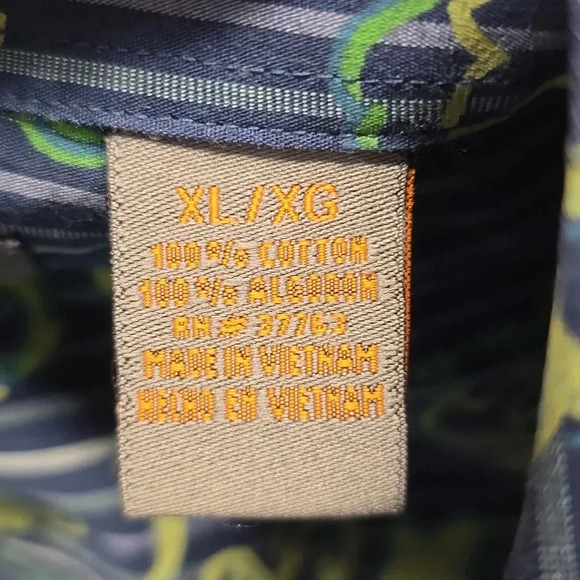 XL/XG
100% COTTON
100% ALGODON
RN# 37763
MADE IN VIETNAM
HECHO EN VIETNAM